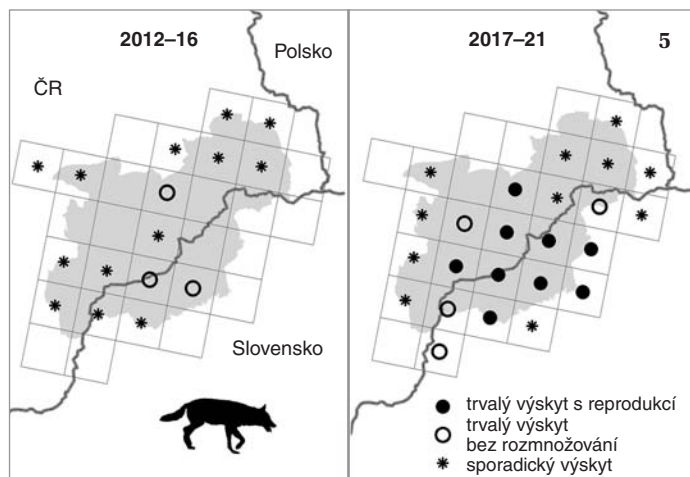 2012–16
Polsko
ČR
Slovensko
2017–21
5
trvalý výskyt s reprodukcí
trvalý výskyt
bez rozmnožování
sporadický výskyt